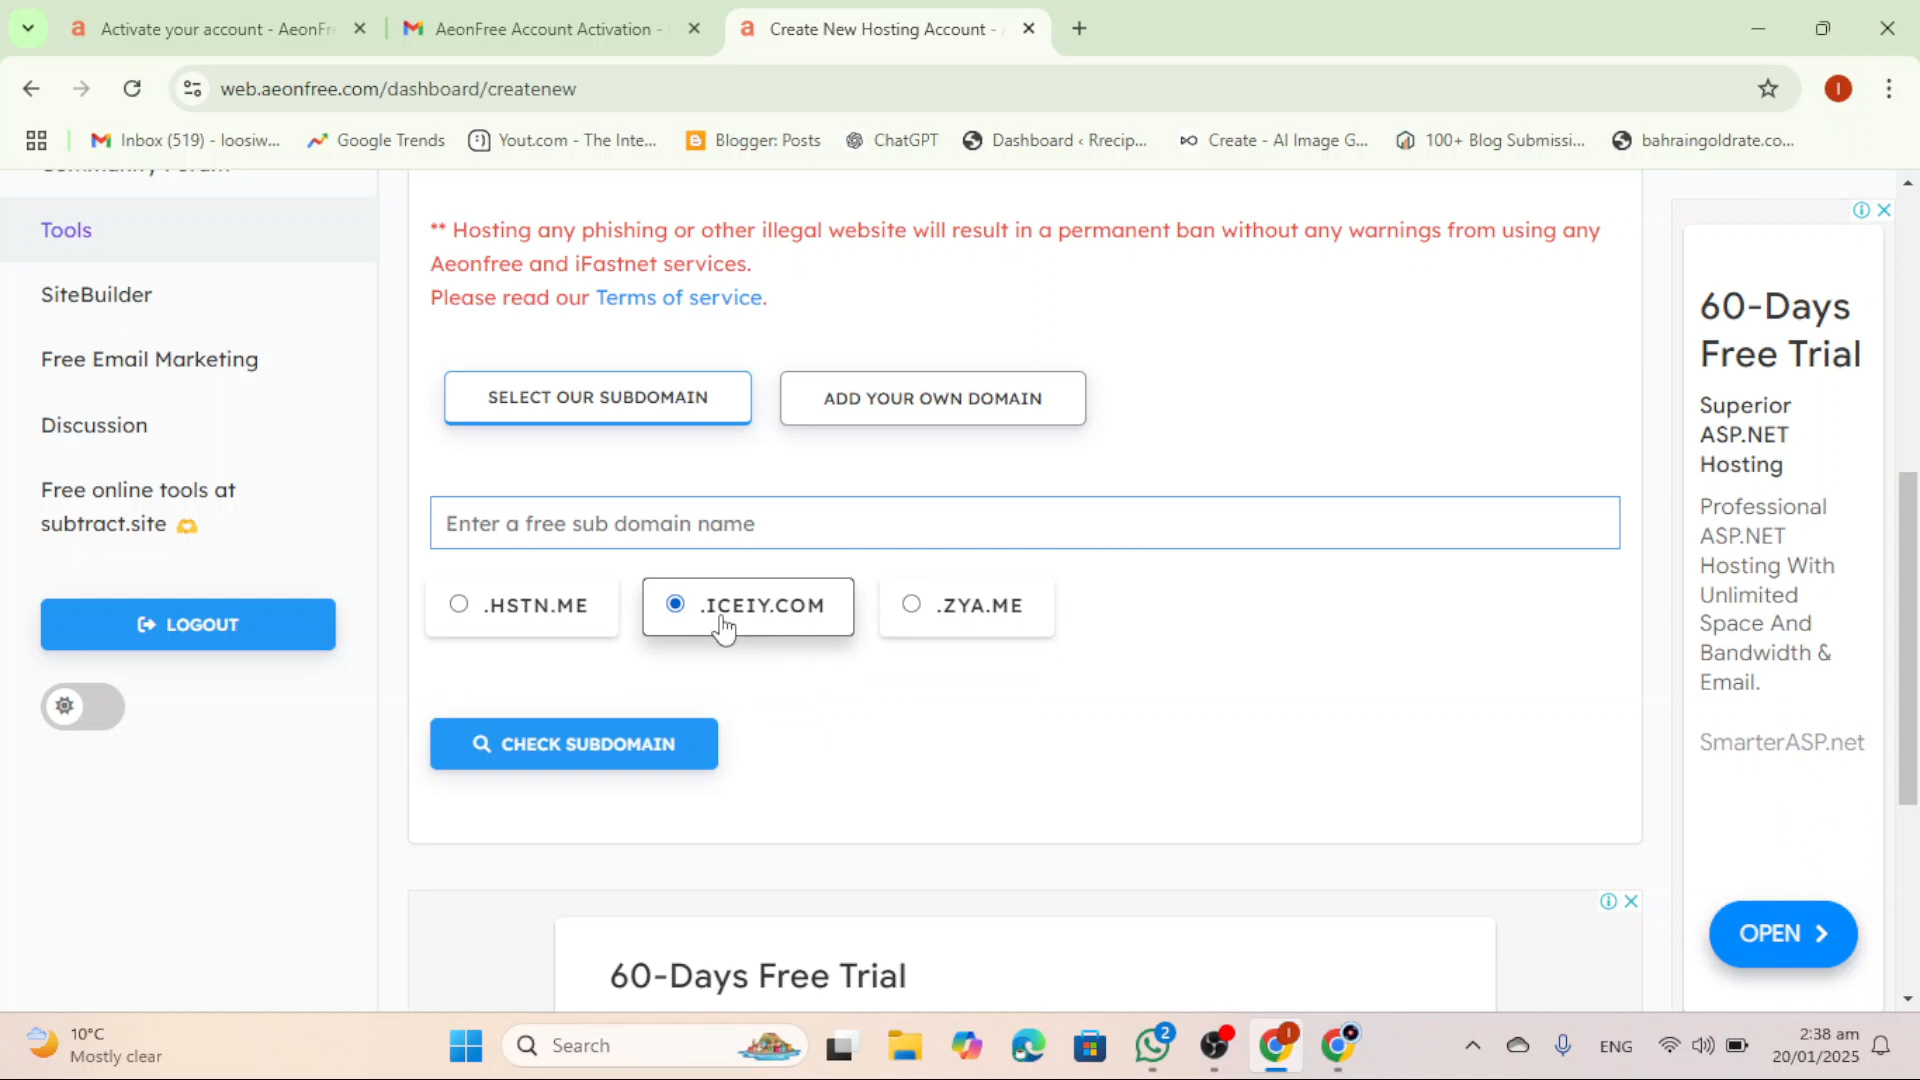 Activate your account - AeonFr
AeonFree Account Activation -
Create New Hosting Account -
web.aeonfree.com/dashboard/createnew
Inbox (519) - loosiw...
Google Trends
Yout.com - The Inte...
Blogger: Posts
ChatGPT
Dashboard ‹ Rrecip...
Create - AI Image G...
100+ Blog Submissi...
bahraingoldrate.co...
Tools
SiteBuilder
Free Email Marketing
Discussion
Free online tools at
subtract.site
LOGOUT
** Hosting any phishing or other illegal website will result in a permanent ban without any warnings from using any
Aeonfree and iFastnet services.
Please read our Terms of service.
SELECT OUR SUBDOMAIN
ADD YOUR OWN DOMAIN
Enter a free sub domain name
.HSTN.ME
.ICEIY.COM
.ZYA.ME
CHECK SUBDOMAIN
60-Days Free Trial
60-Days
Free Trial
Superior
ASP.NET
Hosting
Professional
ASP.NET
Hosting With
Unlimited
Space And
Bandwidth &
Email.
SmarterASP.net
OPEN
10°C
Mostly clear
Search
2
ENG
2:38 am
20/01/2025